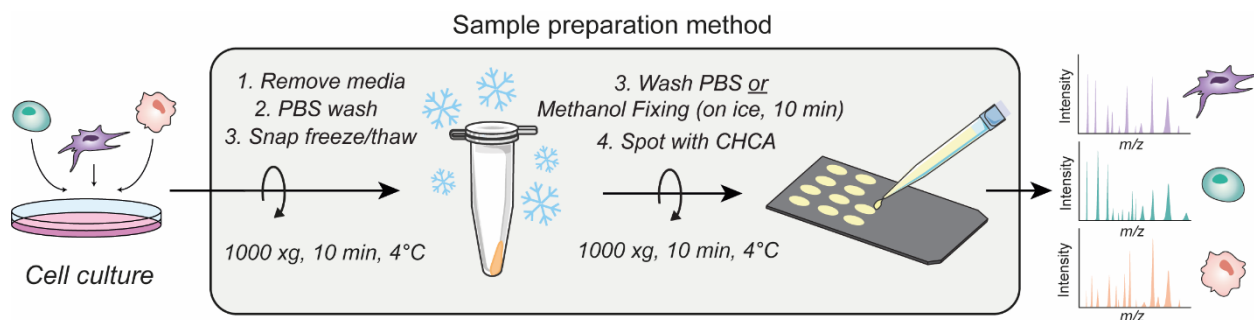 Sample preparation method
1. Remove media
2. PBS wash
3. Snap freeze/thaw
1000 xg, 10 min, 4°C
Cell culture
3. Wash PBS or
Methanol Fixing (on ice, 10 min)
4. Spot with CHCA
1000 xg, 10 min, 4°C
Intensity
m/z
Intensity
m/z
Intensity
m/z